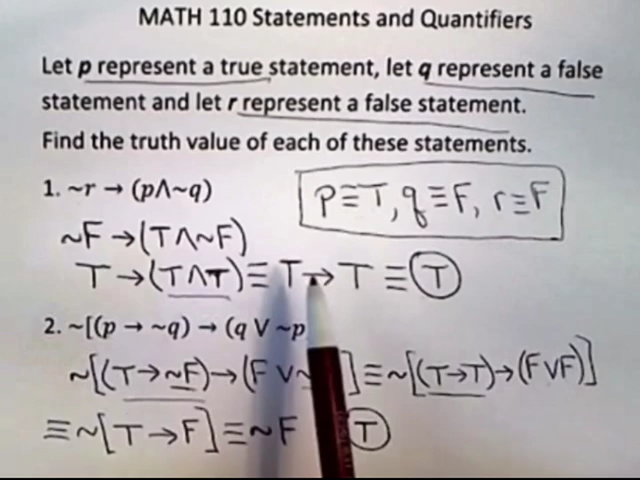 MATH 110 Statements and Quantifiers
Let p represent a true statement, let q represent a false
statement and let r represent a false statement.
Find the truth value of each of these statements.
1. ~r → (p∧~q)
p≡T, q≡F, r≡F
~F →(T∧~F)
T →(T∧T)≡ T → T ≡ T
2. ~[(p → ~q) → (q ∨ ~p
~[(T→~F)→(F∨~ ]≡~[(T→T)→(F∨F)]
≡~[T→F]≡~F T